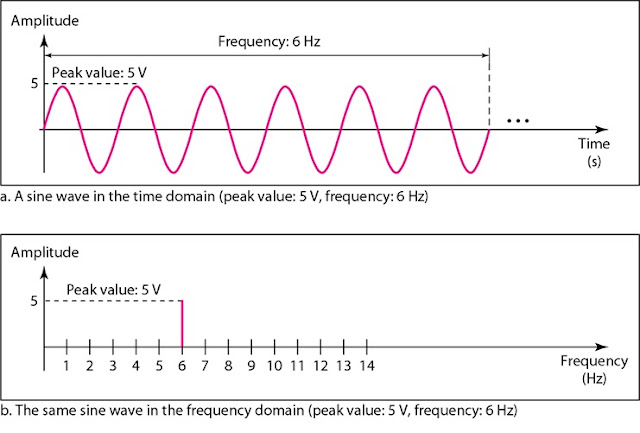 Amplitude
Frequency: 6 Hz
Peak value: 5 V
5
...
Time
(s)
a. A sine wave in the time domain (peak value: 5 V, frequency: 6 Hz)
Amplitude
Peak value: 5 V
5
1 2 3 4 5 6 7 8 9 10 11 12 13 14
Frequency
(Hz)
b. The same sine wave in the frequency domain (peak value: 5 V, frequency: 6 Hz)